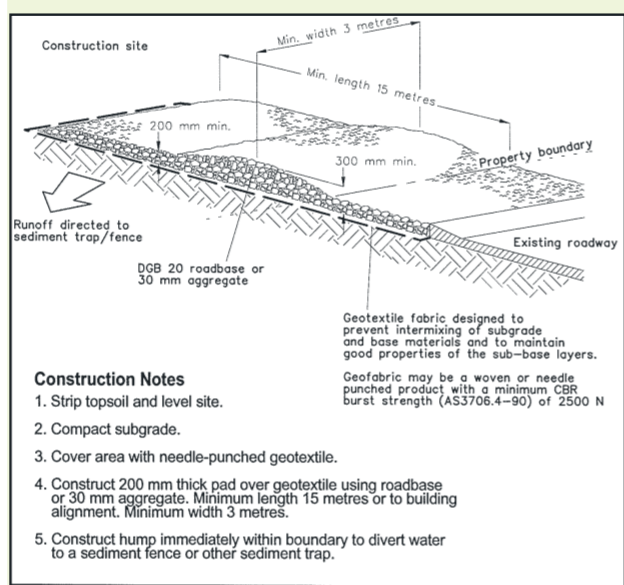 Construction site
Min. width 3 metres
Min. length 15 metres
200 mm min.
300 mm min.
Property boundary
Runoff directed to
sediment trap/fence
Existing roadway
DGB 20 roadbase or
30 mm aggregate
Geotextile fabric designed to
prevent intermixing of subgrade
and base materials and to maintain
good properties of the sub-base layers.
Geofabric may be a woven or needle
punched product with a minimum CBR
burst strength (AS3706.4-90) of 2500 N
Construction Notes
1. Strip topsoil and level site.
2. Compact subgrade.
3. Cover area with needle-punched geotextile.
4. Construct 200 mm thick pad over geotextile using roadbase
or 30 mm aggregate. Minimum length 15 metres or to building
alignment. Minimum width 3 metres.
5. Construct hump immediately within boundary to divert water
to a sediment fence or other sediment trap.